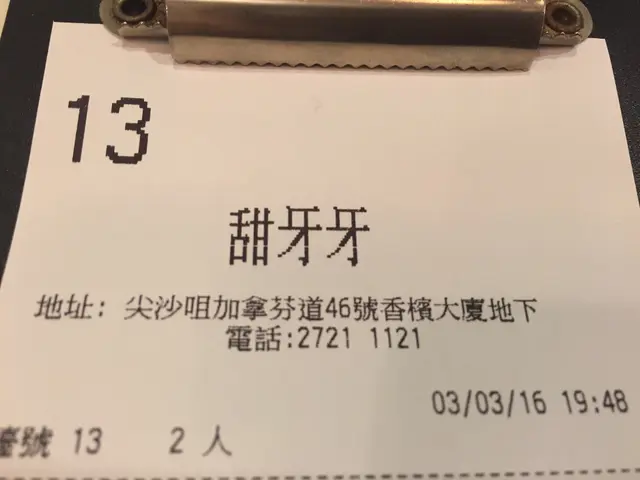 13
甜牙牙
地址: 尖沙咀加拿芬道46號香檳大廈地下
電話:2721 1121
03/03/16 19:48
臺號 13 2 人